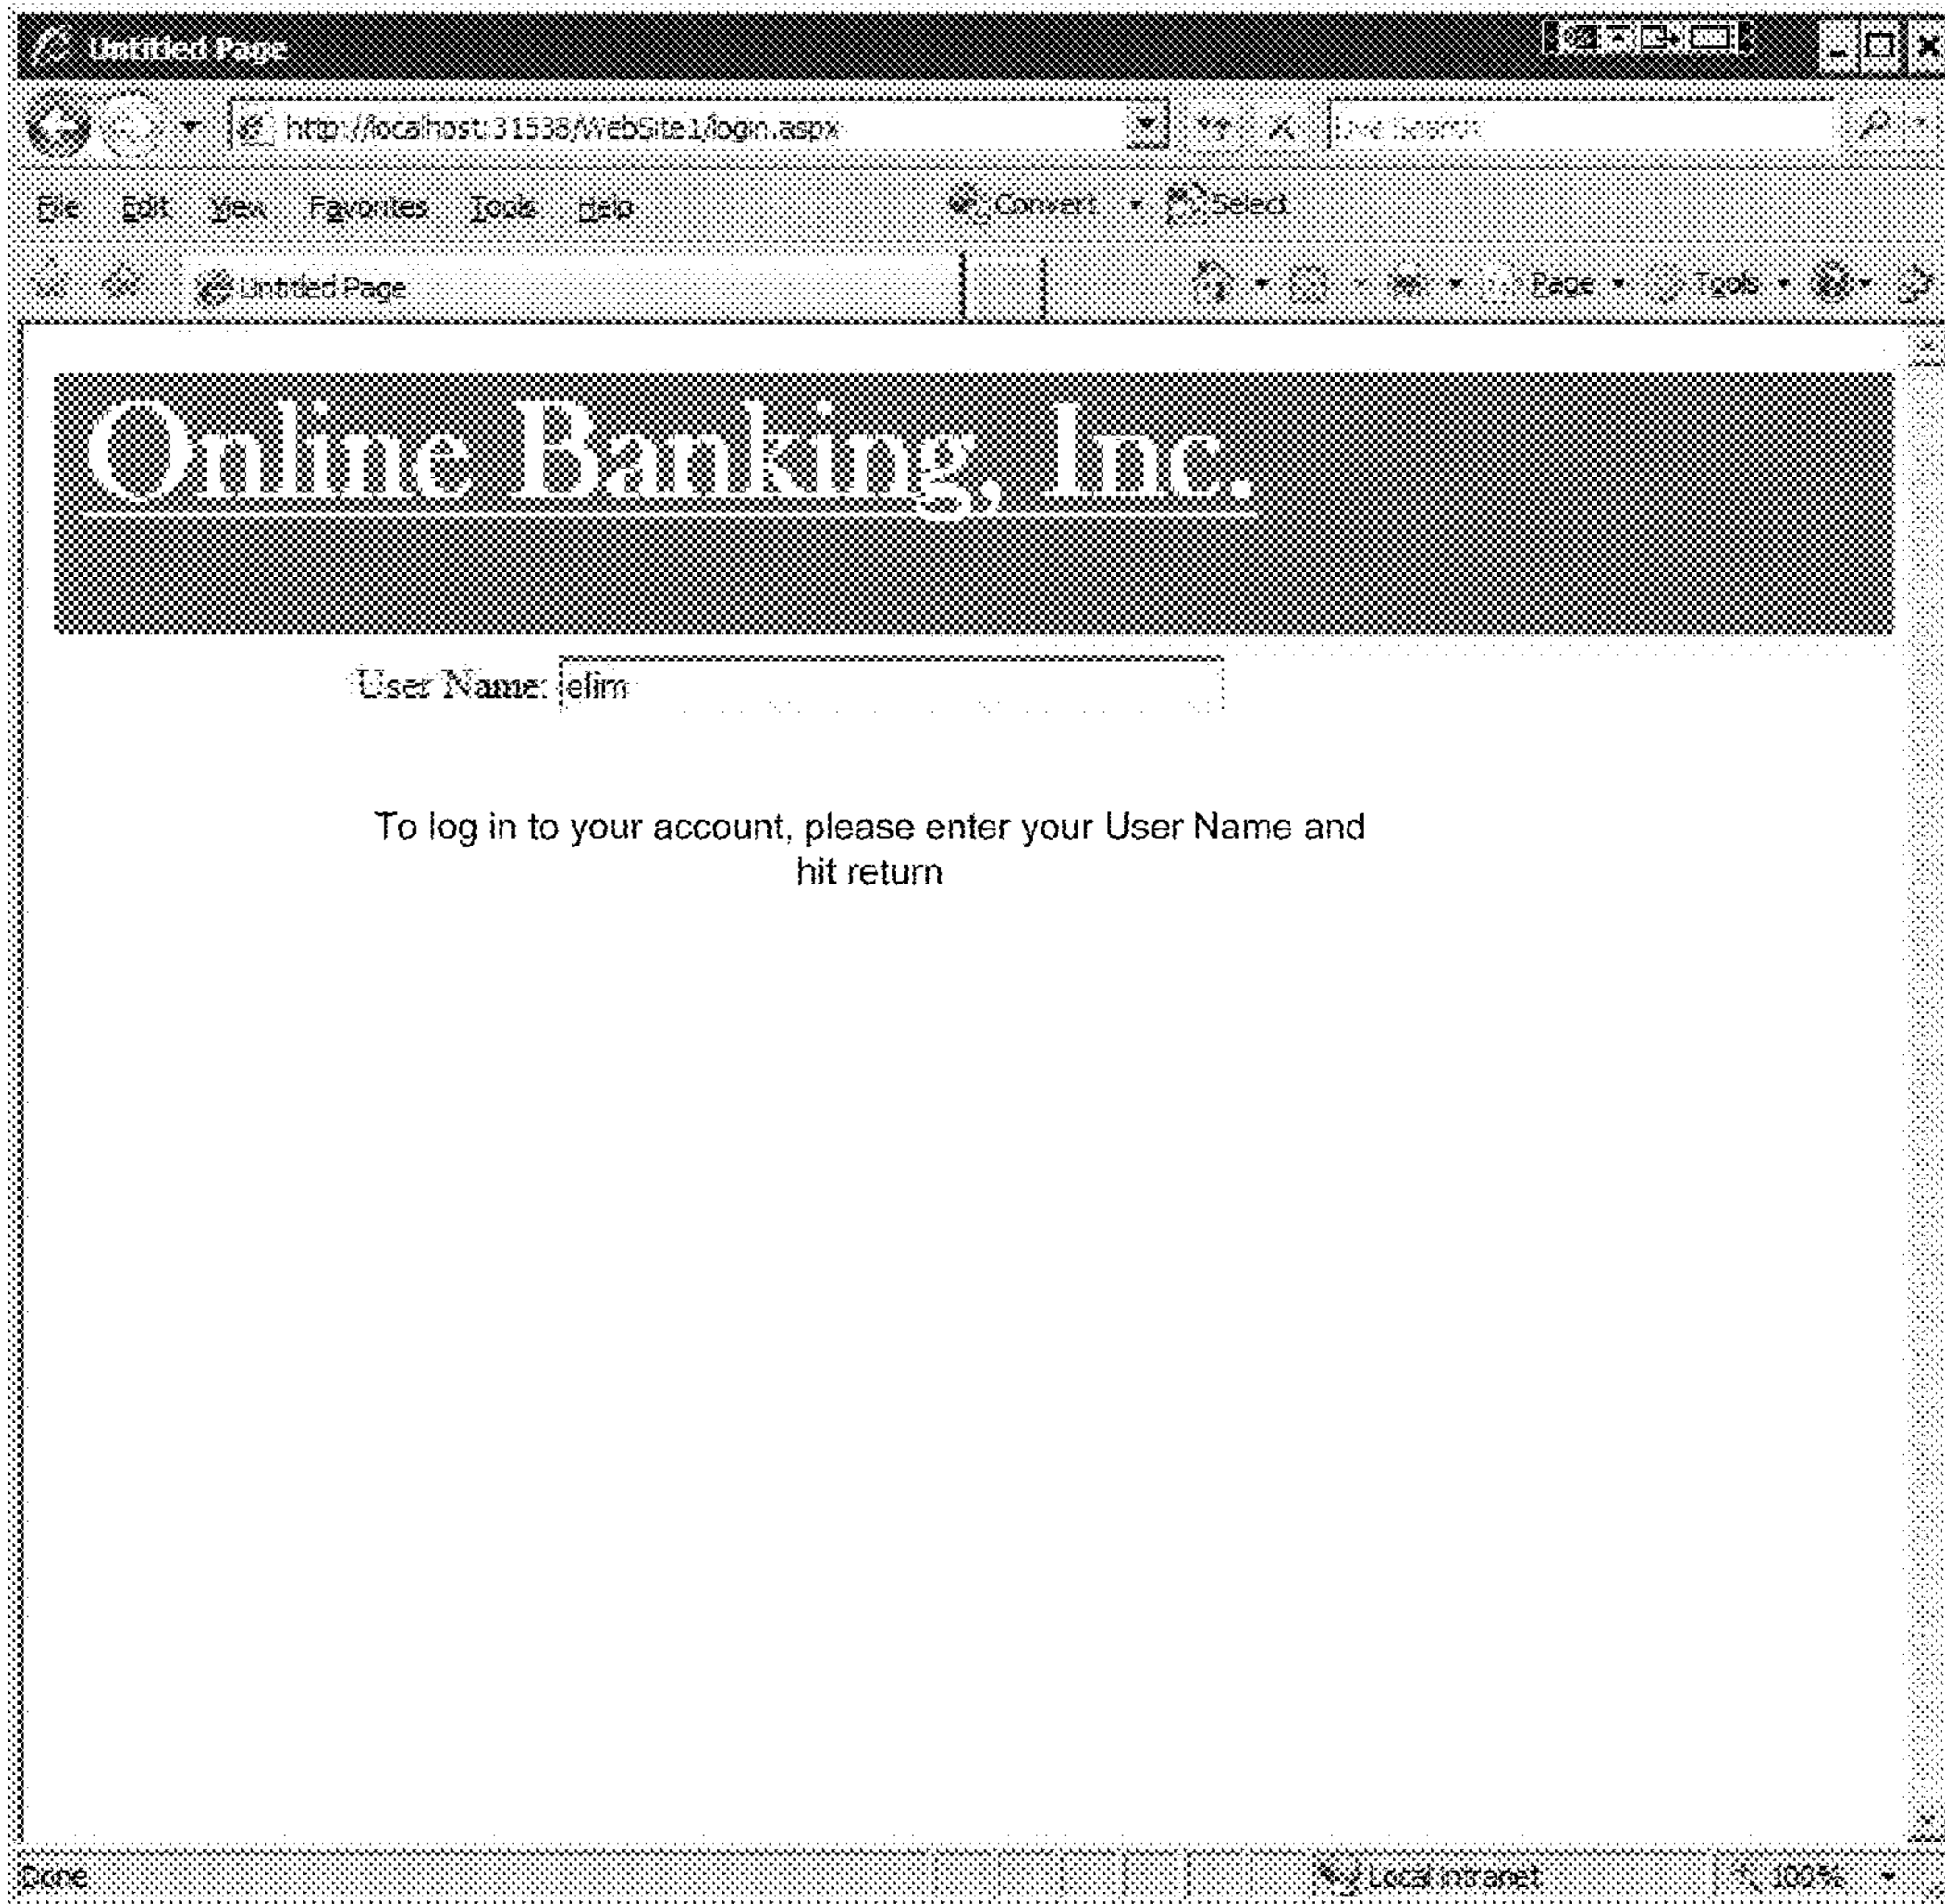 Untitled Page
http://localhost:31538/WebSite1/login.aspx
Live Search
File Edit View Favorites Tools Help Convert Select
Untitled Page Page Tools
Online Banking, Inc.
User Name: elim
To log in to your account, please enter your User Name and
hit return
Done Local intranet 100%